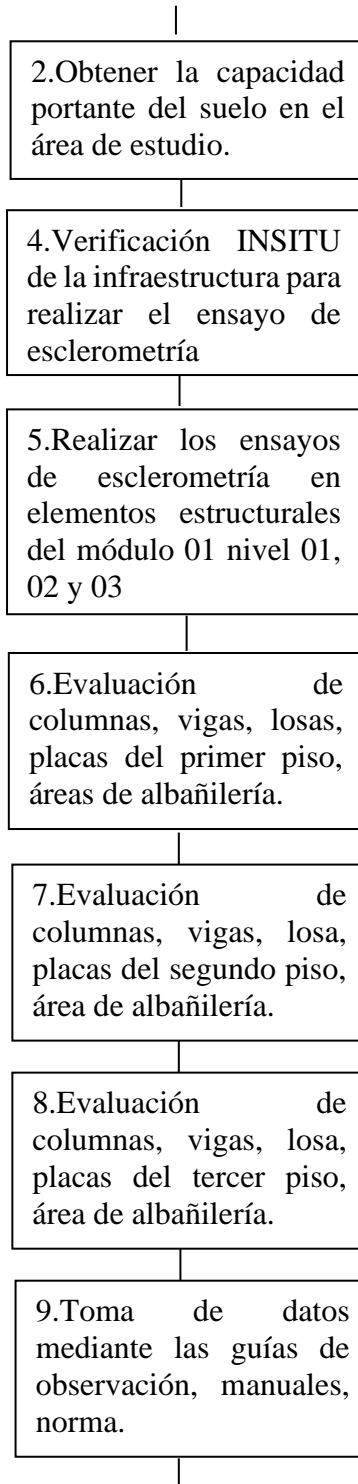 2.Obtener la capacidad
portante del suelo en el
área de estudio.
4.Verificación INSITU
de la infraestructura para
realizar el ensayo de
esclerometría
5.Realizar los ensayos
de esclerometría en
elementos estructurales
del módulo 01 nivel 01,
02 y 03
6.Evaluación de
columnas, vigas, losas,
placas del primer piso,
áreas de albañilería.
7.Evaluación de
columnas, vigas, losa,
placas del segundo piso,
área de albañilería.
8.Evaluación de
columnas, vigas, losa,
placas del tercer piso,
área de albañilería.
9.Toma de datos
mediante las guías de
observación, manuales,
norma.